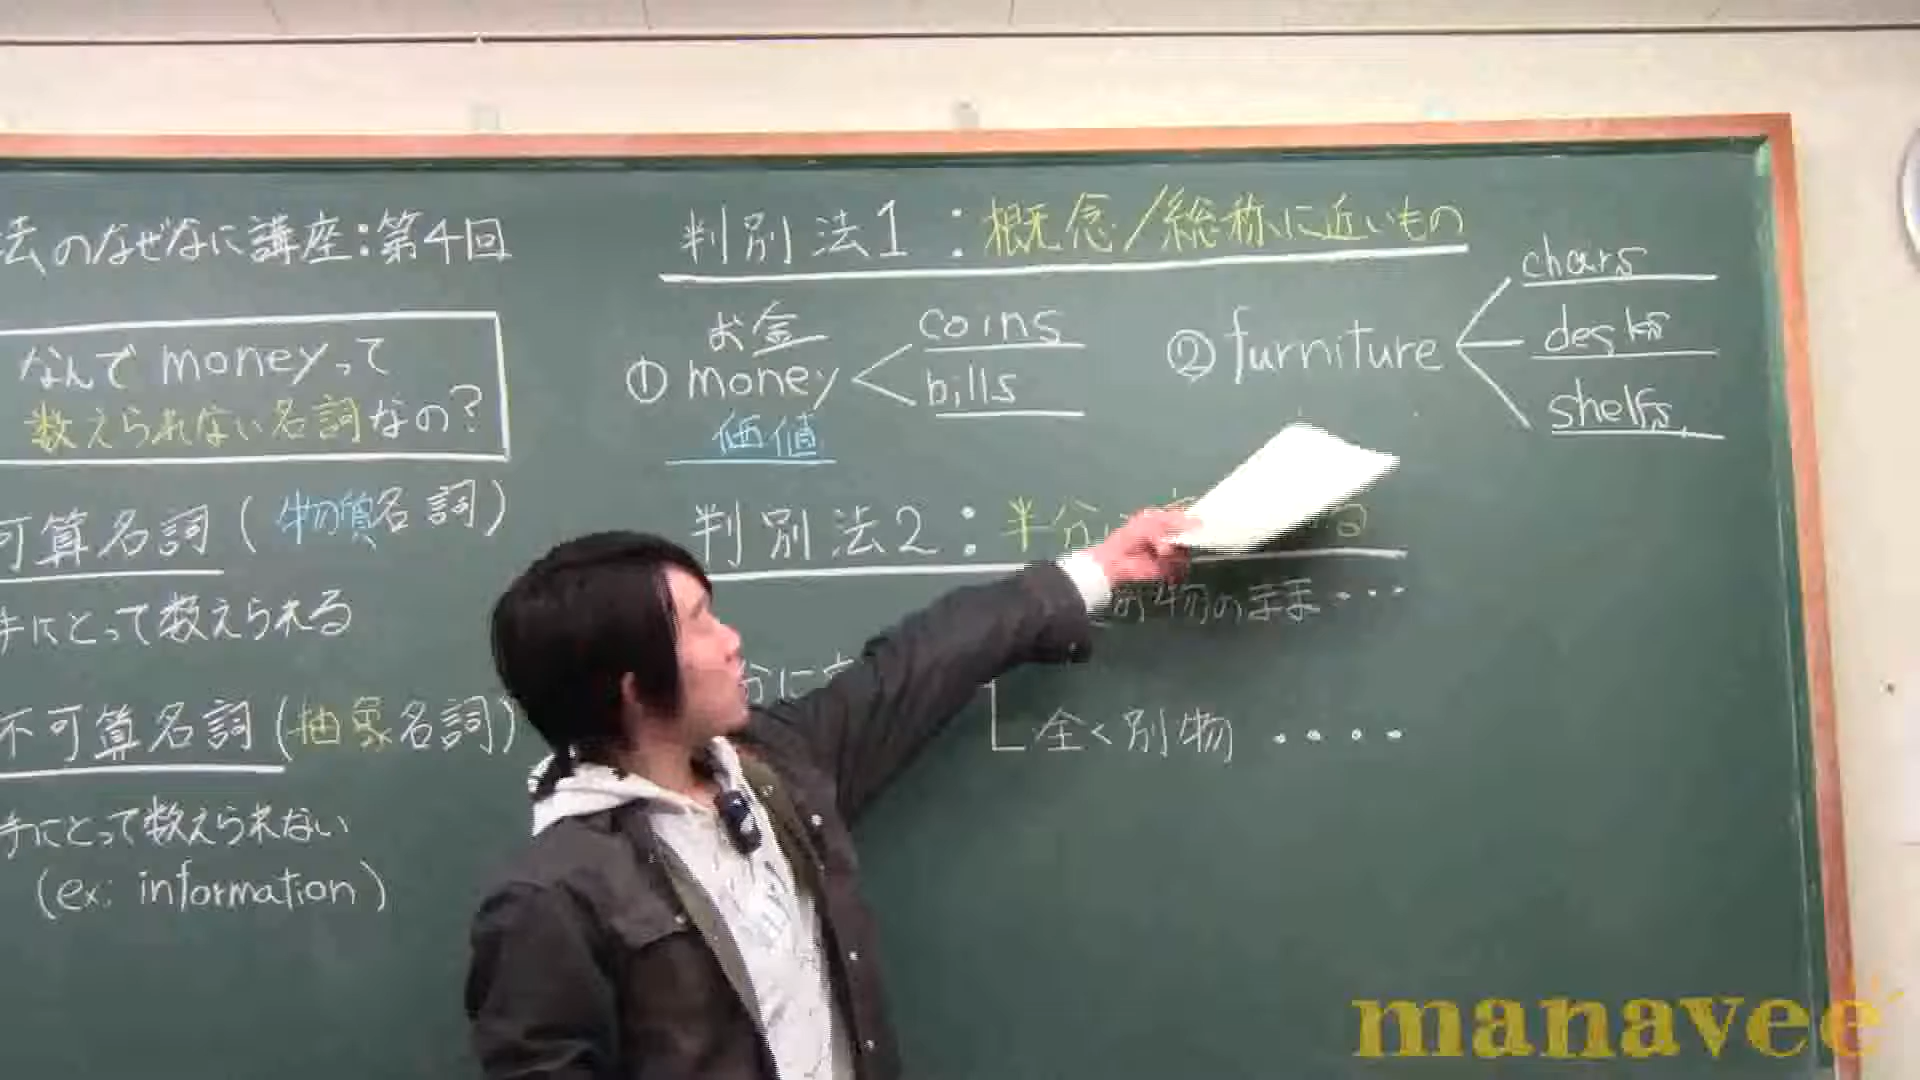 法のなぜなに講座:第4回
なんでmoneyって
数えられない名詞なの?
可算名詞(物質名詞)
手にとって数えられる
不可算名詞(抽象名詞)
手にとって数えられない
(ex: information)
判別法1:概念/総称に近いもの
お金
① money
coins
bills
価値
② furniture
chars
desks
shelfs
判別法2:半分
物のまま・・・
分に
全く別物 ・・・・
manavee